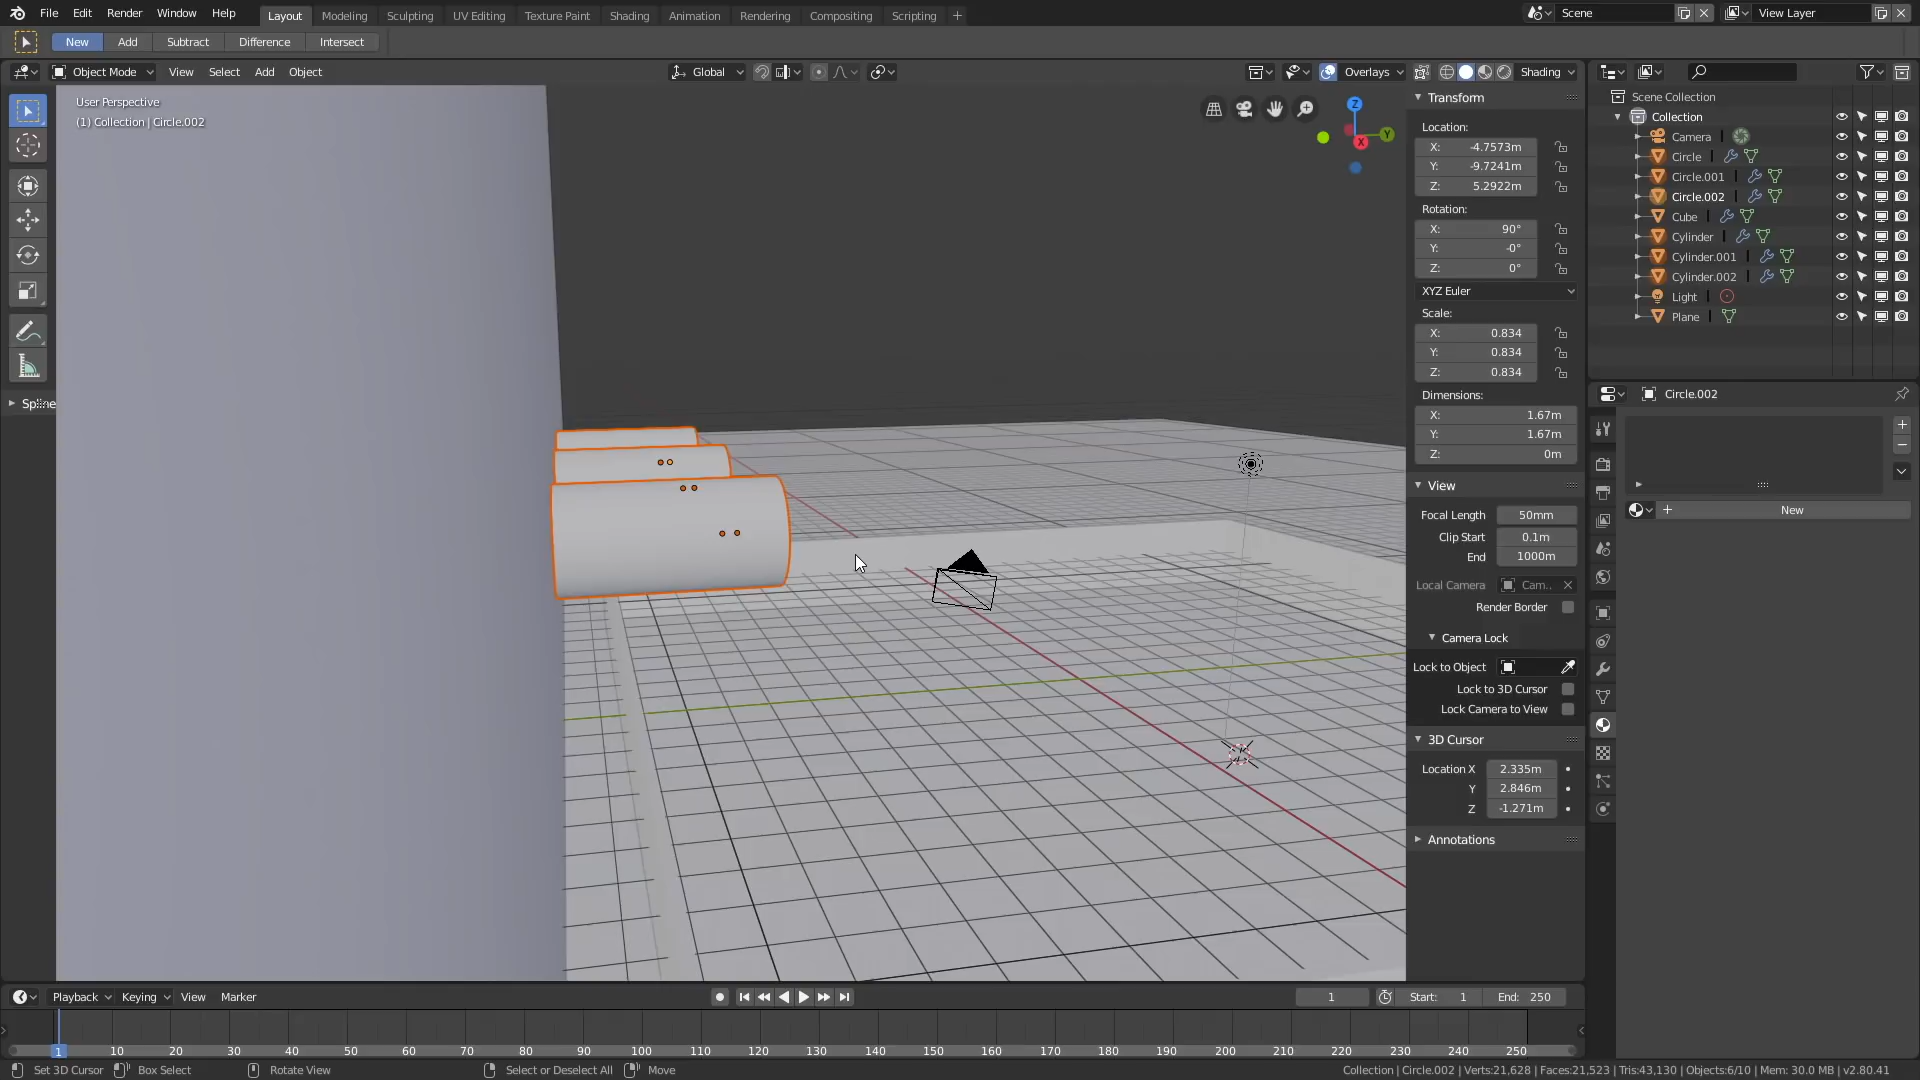 File Edit Render Window Help Layout Modeling Sculpting UV Editing Texture Paint Shading Animation Rendering Compositing Scripting + Scene View Layer
New Add Subtract Difference Intersect
Object Mode View Select Add Object Global Overlays Shading
User Perspective
(1) Collection | Circle.002
Z
Y
X
Transform
Location:
X: -4.7573m
Y: -9.7241m
Z: 5.2922m
Rotation:
X: 90°
Y: -0°
Z: 0°
XYZ Euler
Scale:
X: 0.834
Y: 0.834
Z: 0.834
Dimensions:
X: 1.67m
Y: 1.67m
Z: 0m
View
Focal Length 50mm
Clip Start 0.1m
End 1000m
Local Camera Cam..
Render Border
Camera Lock
Lock to Object
Lock to 3D Cursor
Lock Camera to View
3D Cursor
Location X 2.335m
Y 2.846m
Z -1.271m
Annotations
Scene Collection
Collection
Camera
Circle
Circle.001
Circle.002
Cube
Cylinder
Cylinder.001
Cylinder.002
Light
Plane
Circle.002
+ New
Playback Keying View Marker 1 Start: 1 End: 250
1 10 20 30 40 50 60 70 80 90 100 110 120 130 140 150 160 170 180 190 200 210 220 230 240 250
Set 3D Cursor Box Select Rotate View Select or Deselect All Move Collection | Circle.002 | Verts:21,628 | Faces:21,523 | Tris:43,130 | Objects:6/10 | Mem: 30.0 MB | v2.80.41